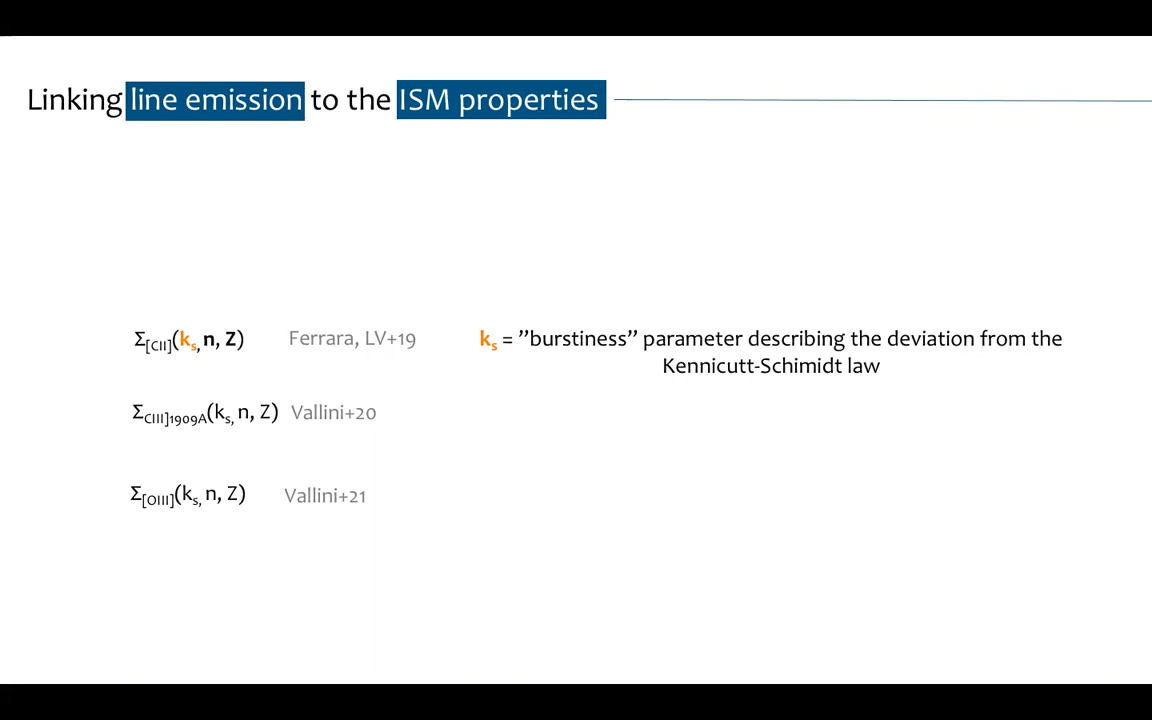 Linking line emission to the ISM properties
Σ[CII](ks, n, Z) Ferrara, LV+19 ks = ”burstiness” parameter describing the deviation from the
Kennicutt-Schimidt law
ΣCIII]1909A(ks, n, Z) Vallini+20
Σ[OIII](ks, n, Z) Vallini+21